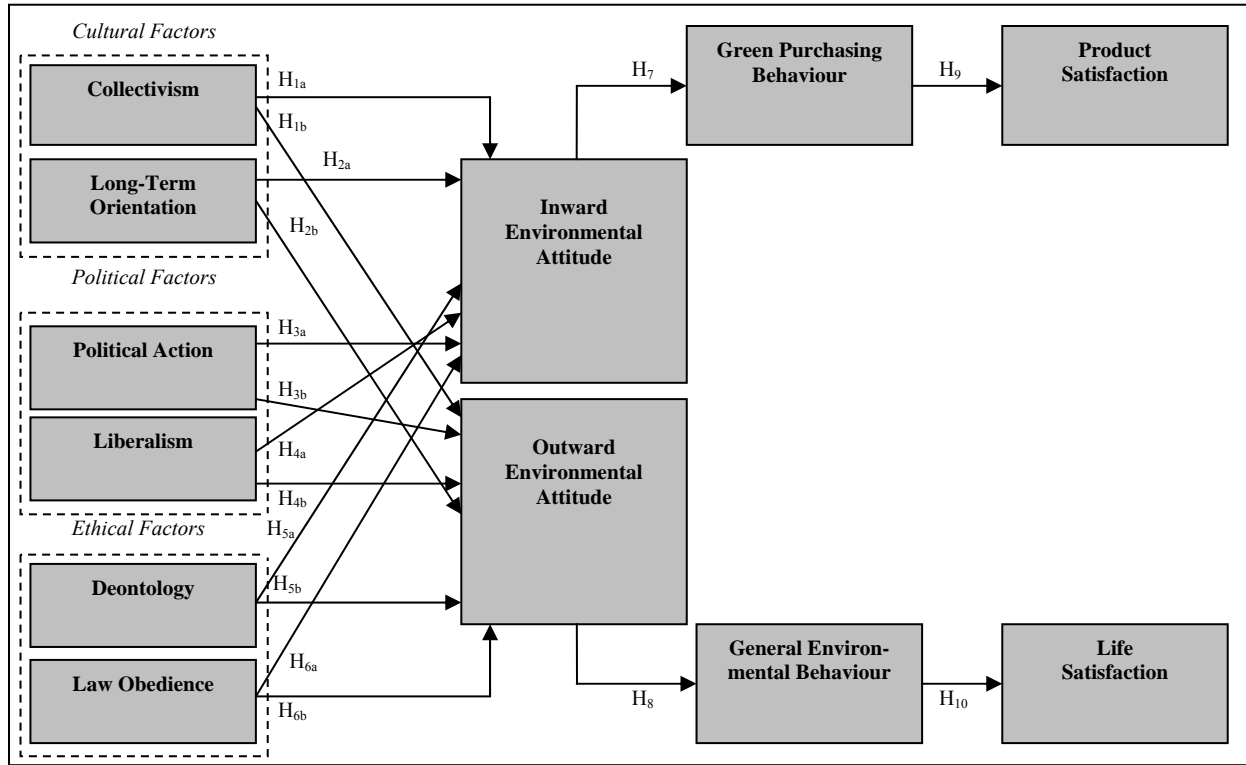 Cultural Factors
Collectivism
Long-Term
Orientation
Political Factors
Political Action
Liberalism
Ethical Factors
Deontology
Law Obedience
H1a
H1b
H2a
H2b
H3a
H3b
H4a
H4b
H5a
H5b
H6a
H6b
Inward
Environmental
Attitude
Outward
Environmental
Attitude
H7
Green Purchasing
Behaviour
H9
Product
Satisfaction
H8
General Environ-
mental Behaviour
H10
Life
Satisfaction